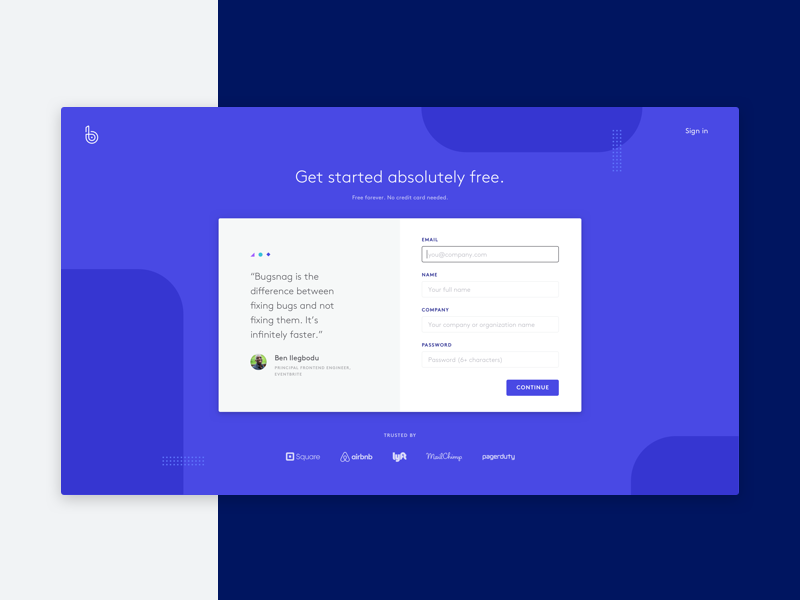 Sign in
Get started absolutely free.
Free forever. No credit card needed.
“Bugsnag is the
difference between
fixing bugs and not
fixing them. It’s
infinitely faster.”
Ben Ilegbodu
PRINCIPAL FRONTEND ENGINEER,
EVENTBRITE
EMAIL
you@company.com
NAME
Your full name
COMPANY
Your company or organization name
PASSWORD
Password (8+ characters)
CONTINUE
TRUSTED BY
Square
airbnb
lyft
MailChimp
pagerduty